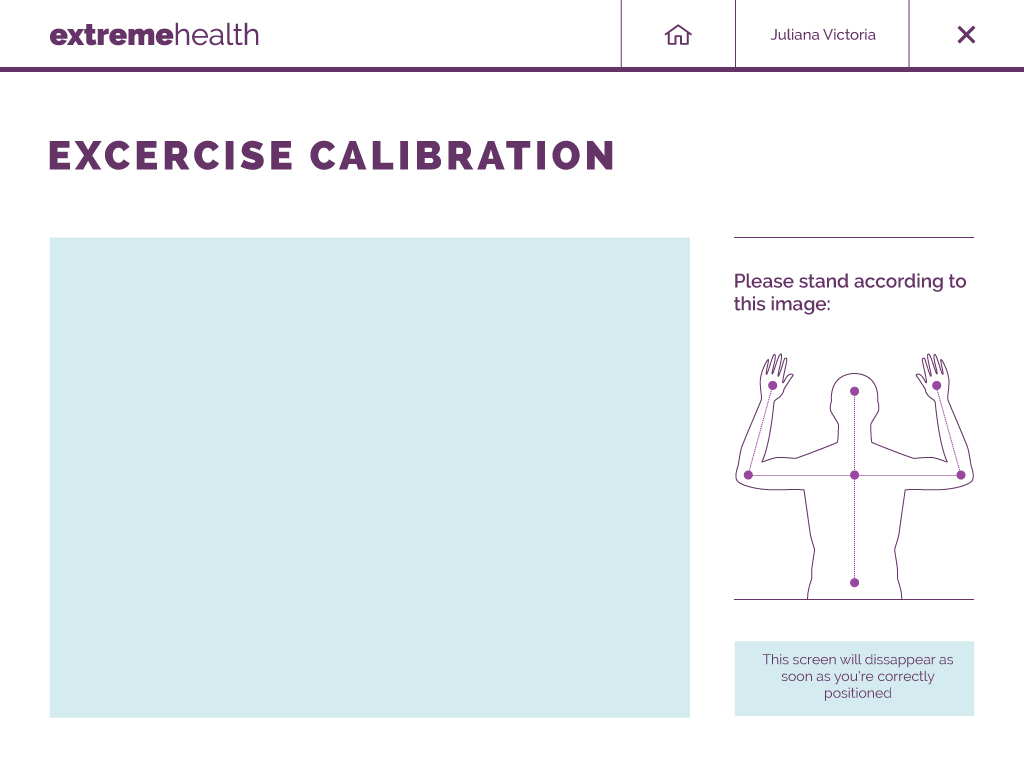 extremehealth
Juliana Victoria
EXCERCISE CALIBRATION
Please stand according to
this image:
This screen will dissappear as
soon as you're correctly
positioned